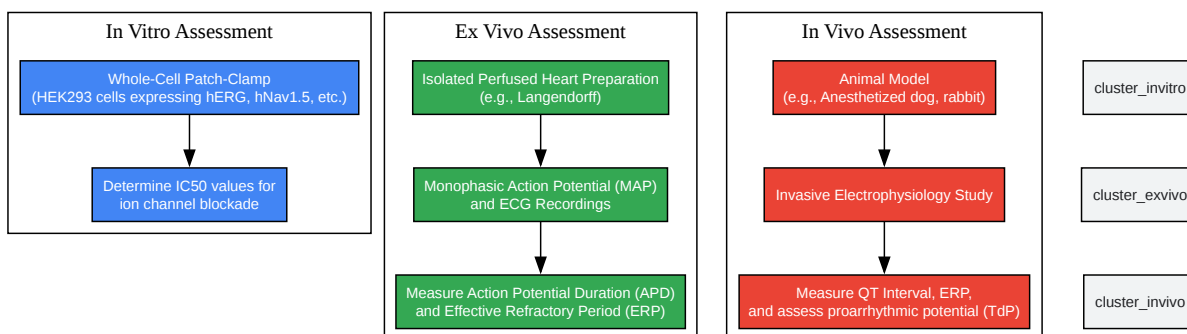 In Vitro Assessment
Whole-Cell Patch-Clamp
(HEK293 cells expressing hERG, hNav1.5, etc.)
Determine IC50 values for
ion channel blockade
Ex Vivo Assessment
Isolated Perfused Heart Preparation
(e.g., Langendorff)
Monophasic Action Potential (MAP)
and ECG Recordings
Measure Action Potential Duration (APD)
and Effective Refractory Period (ERP)
In Vivo Assessment
Animal Model
(e.g., Anesthetized dog, rabbit)
Invasive Electrophysiology Study
Measure QT Interval, ERP,
and assess proarrhythmic potential (TdP)
cluster_invitro
cluster_exvivo
cluster_invivo